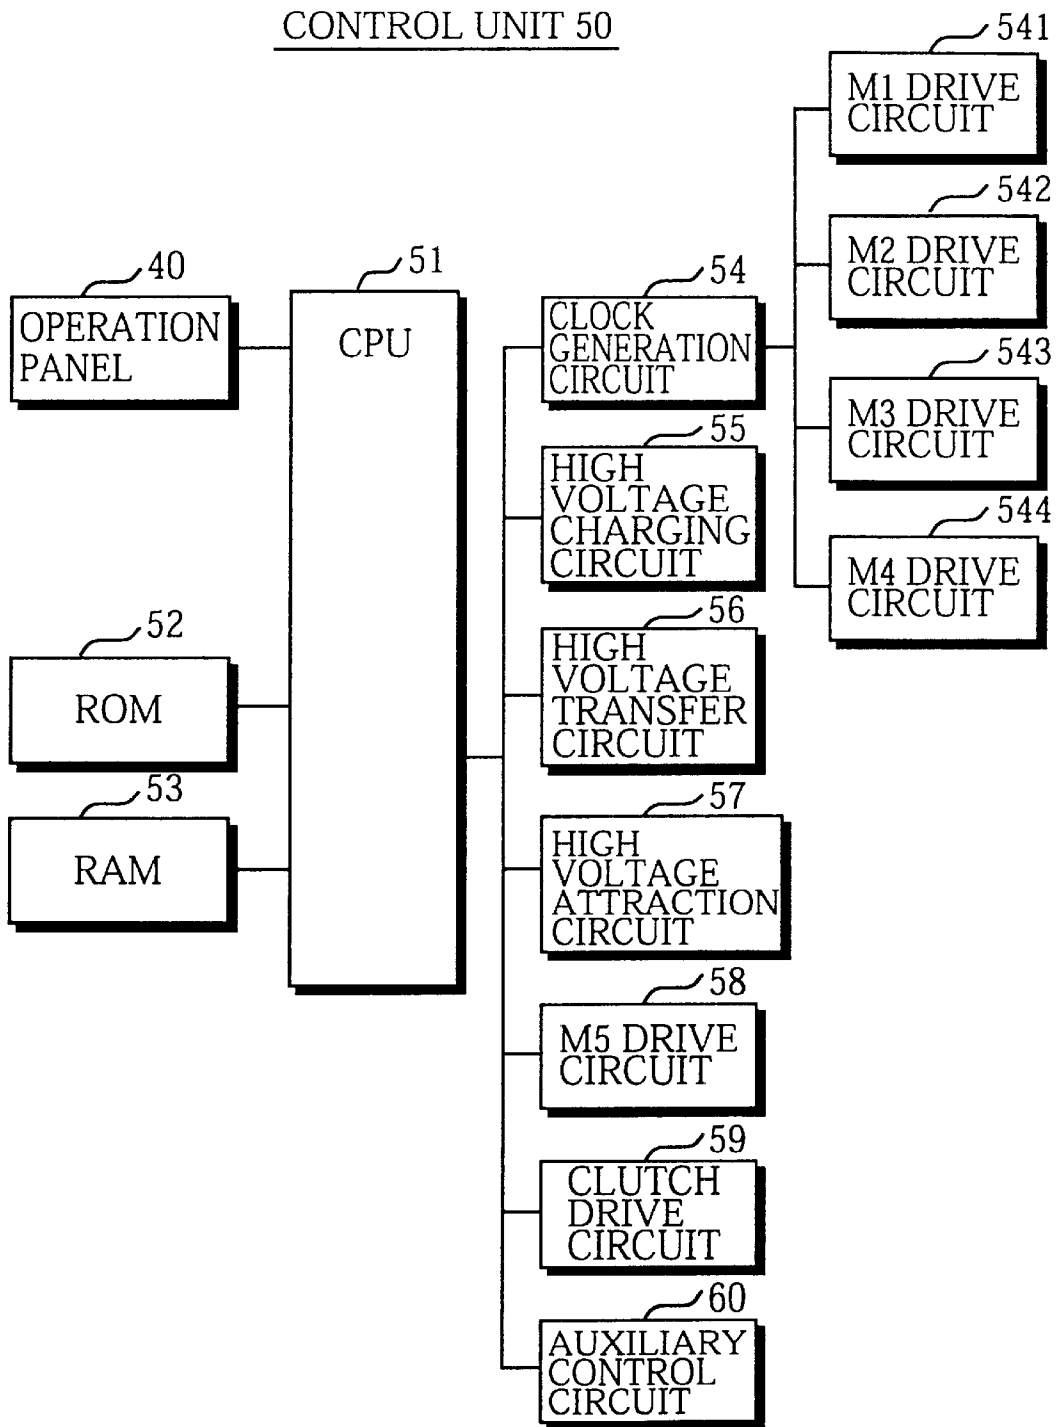 CONTROL UNIT 50
541
M1 DRIVE
CIRCUIT
542
M2 DRIVE
CIRCUIT
543
M3 DRIVE
CIRCUIT
544
M4 DRIVE
CIRCUIT
40
OPERATION
PANEL
51
CPU
52
ROM
53
RAM
54
CLOCK
GENERATION
CIRCUIT
55
HIGH
VOLTAGE
CHARGING
CIRCUIT
56
HIGH
VOLTAGE
TRANSFER
CIRCUIT
57
HIGH
VOLTAGE
ATTRACTION
CIRCUIT
58
M5 DRIVE
CIRCUIT
59
CLUTCH
DRIVE
CIRCUIT
60
AUXILIARY
CONTROL
CIRCUIT